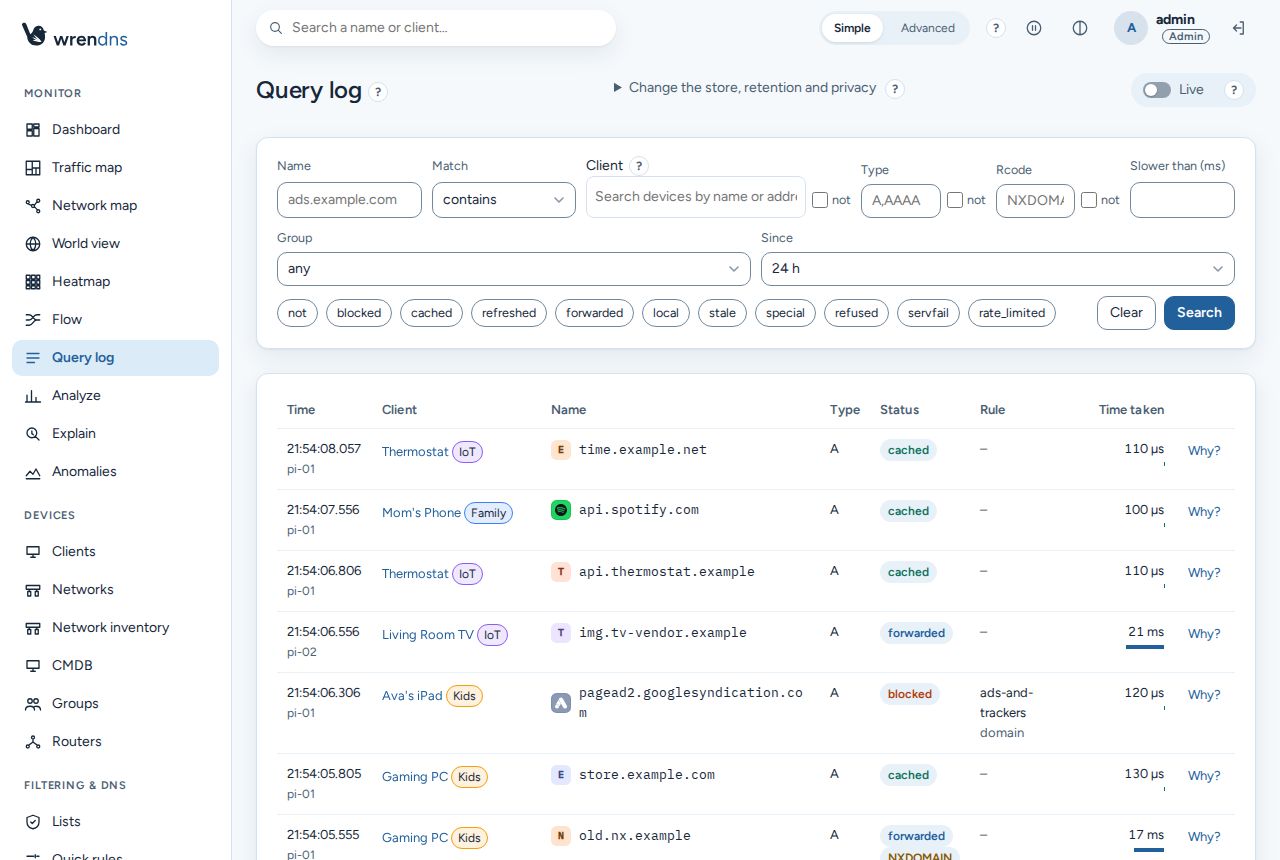 wrendns
Search a name or client...
Simple
Advanced
?
A
admin
Admin
MONITOR
Dashboard
Traffic map
Network map
World view
Heatmap
Flow
Query log
Analyze
Explain
Anomalies
DEVICES
Clients
Networks
Network inventory
CMDB
Groups
Routers
FILTERING & DNS
Lists
Quick rules
Query log ?
Change the store, retention and privacy ?
Live ?
Name
Match
Client ?
Type
Rcode
Slower than (ms)
ads.example.com
contains
Search devices by name or addr
not
A,AAAA
not
NXDOMA
not
Group
Since
any
24 h
not blocked cached refreshed forwarded local stale special refused servfail rate_limited
Clear
Search
Time Client Name Type Status Rule Time taken
21:54:08.057 Thermostat IoT E time.example.net A cached – 110 µs Why?
pi-01
21:54:07.556 Mom's Phone Family api.spotify.com A cached – 100 µs Why?
pi-01
21:54:06.806 Thermostat IoT T api.thermostat.example A cached – 110 µs Why?
pi-01
21:54:06.556 Living Room TV IoT T img.tv-vendor.example A forwarded – 21 ms Why?
pi-02
21:54:06.306 Ava's iPad Kids pagead2.googlesyndication.co A blocked ads-and- 120 µs Why?
pi-01 m trackers
domain
21:54:05.805 Gaming PC Kids E store.example.com A cached – 130 µs Why?
pi-01
21:54:05.555 Gaming PC Kids N old.nx.example A forwarded – 17 ms Why?
pi-01 NXDOMAIN